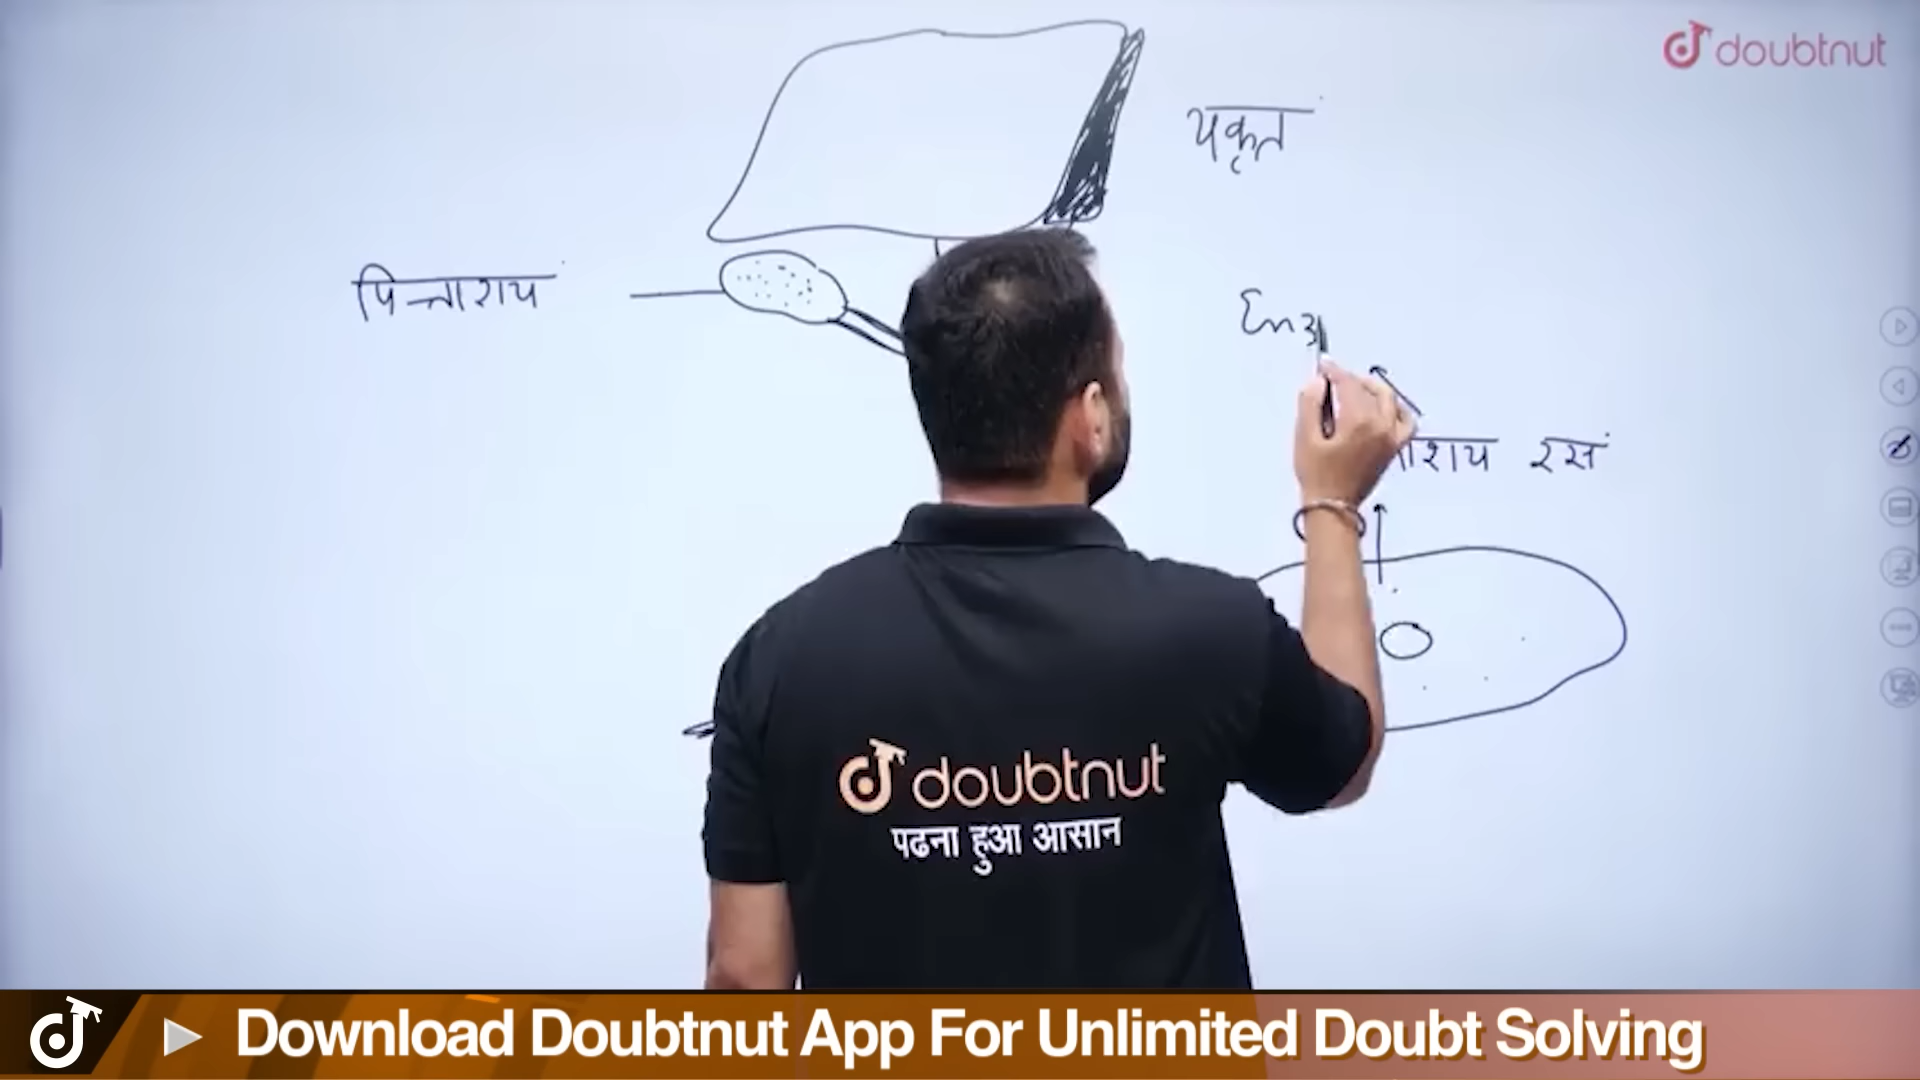 doubtnut
यकृत
पित्ताशय
Enz
ाशय रस
doubtnut
पढना हुआ आसान
Download Doubtnut App For Unlimited Doubt Solving